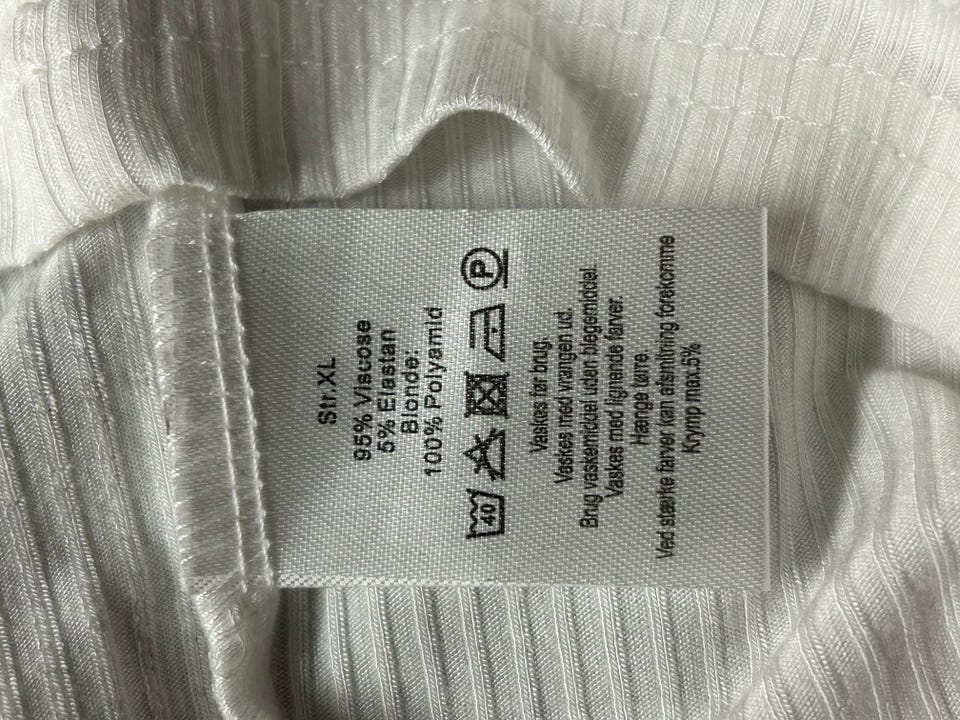 Str.XL
95% Viscose
5% Elastan
Blonde:
100% Polyamid
40 P
Vaskes før brug.
Vaskes med vrangen ud.
Brug vaskemiddel uden blegemiddel.
Vaskes med lignende farver.
Hænge tørre.
Ved stærke farver kan afsmitning forekomme
Krymp max.5%